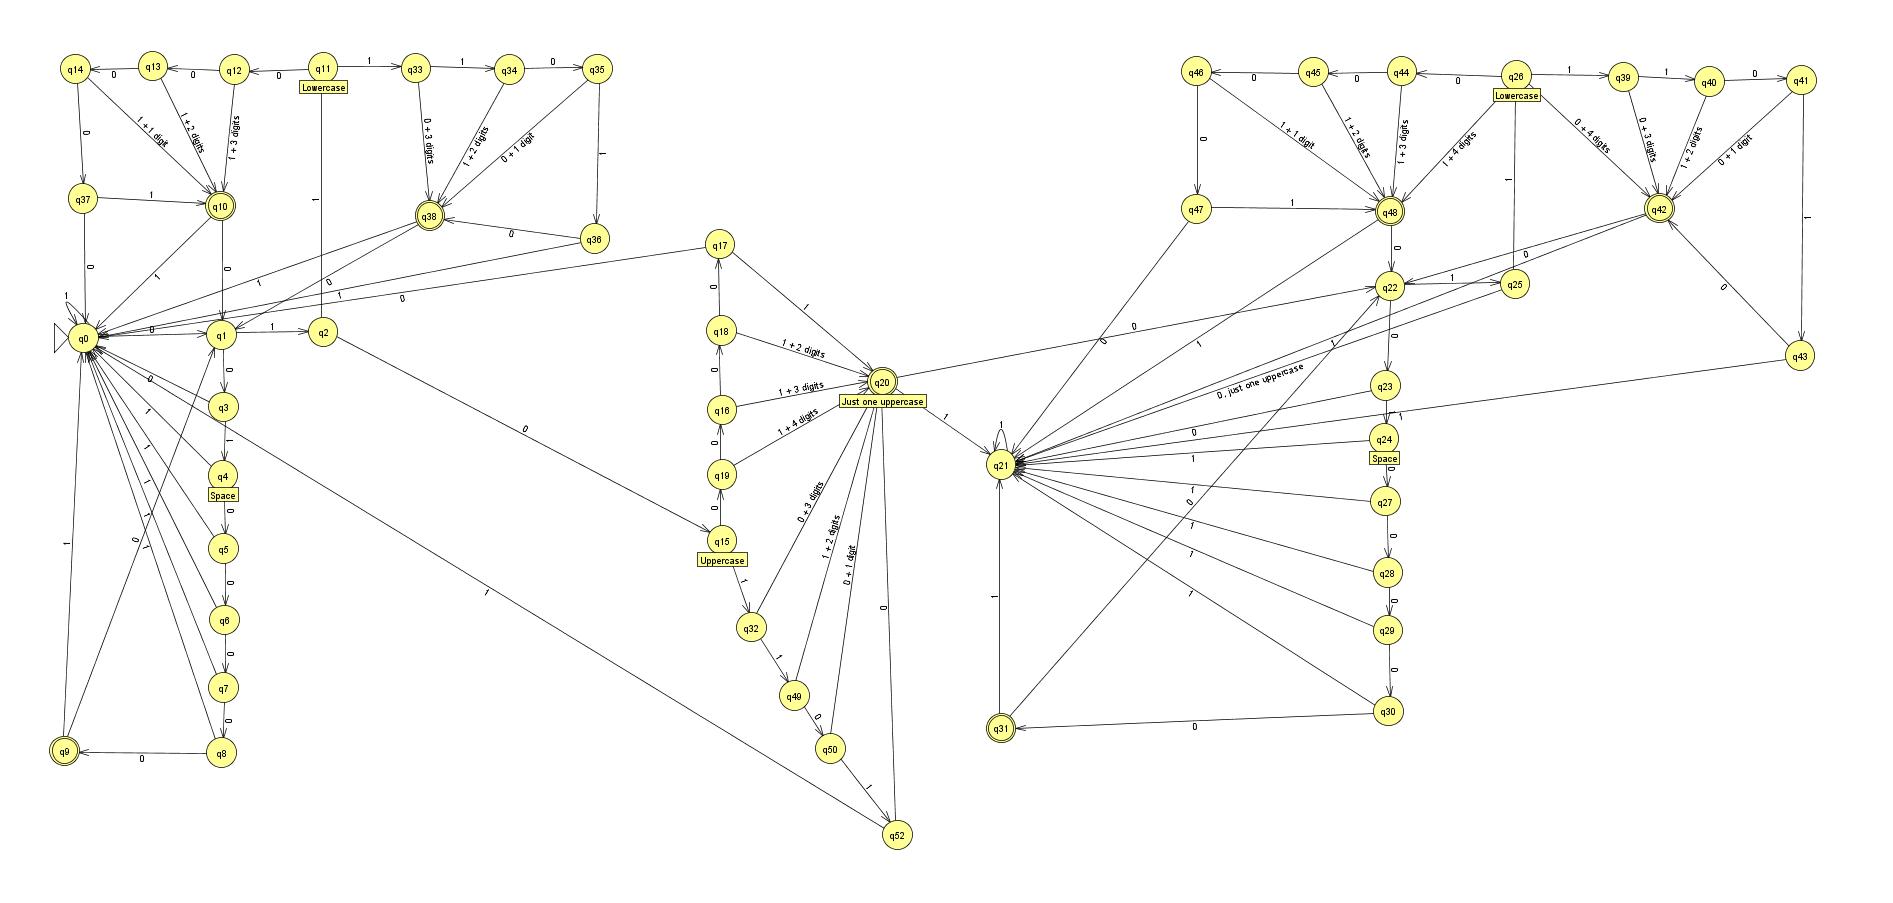 q14
0
q13
0
q12
0
q11
Lowercase
1
q33
1
q34
0
q35
0
1 + 1 digit
1 + 2 digits
1 + 3 digits
0 + 3 digits
1 + 2 digits
0 + 1 digit
1
q37
1
q10
q38
0
q36
0
1
0
1
0
1
0
1
q0
0
q1
1
q2
1
0
0
q3
0
1
1
q4
Space
0
1
q5
0
1
q6
0
1
q7
0
1
q8
0
q9
1
0
1
0
q17
1
0
q18
1 + 2 digits
0
q16
1 + 3 digits
0
q19
1 + 4 digits
0
q15
Uppercase
1
q32
0 + 3 digits
1
q49
1 + 2 digits
0
q50
0 + 1 digit
1
q52
0
q20
Just one uppercase
0
1
q46
0
q45
0
q44
0
q26
Lowercase
1
q39
1
q40
0
q41
0
1 + 1 digit
1 + 2 digits
1 + 3 digits
1 + 4 digits
0 + 4 digits
0 + 3 digits
1 + 2 digits
0 + 1 digit
1
q47
1
q48
q42
0
0
1
0
1
q22
1
q25
1
0, just one uppercase
0
q43
1
0
q23
0
1
q24
Space
1
0
q27
1
0
q28
1
0
q29
1
0
q30
1
0
q31
1
0
1
q21